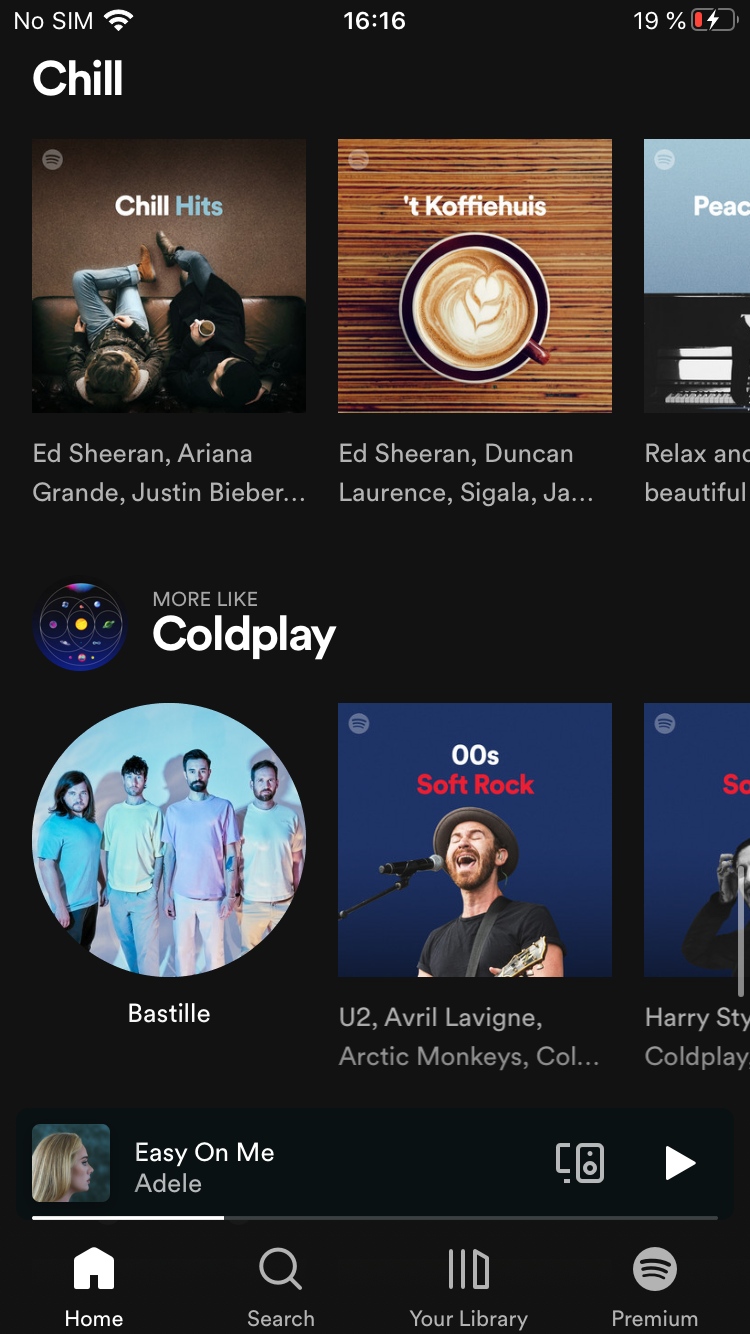 No SIM 16:16 19 %
Chill
Chill Hits
't Koffiehuis
Peac
Ed Sheeran, Ariana
Grande, Justin Bieber...
Ed Sheeran, Duncan
Laurence, Sigala, Ja...
Relax and
beautiful
MORE LIKE
Coldplay
00s
Soft Rock
So
Bastille
U2, Avril Lavigne,
Arctic Monkeys, Col...
Harry Sty
Coldplay,
Easy On Me
Adele
Home
Search
Your Library
Premium